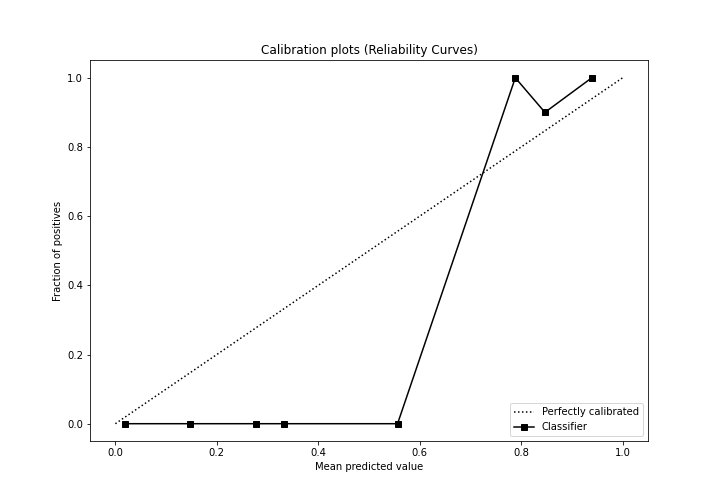 Calibration plots (Reliability Curves)
1.0
0.8
0.6
0.4
0.2
0.0
Fraction of positives
0.0 0.2 0.4 0.6 0.8 1.0
Mean predicted value
Perfectly calibrated
Classifier